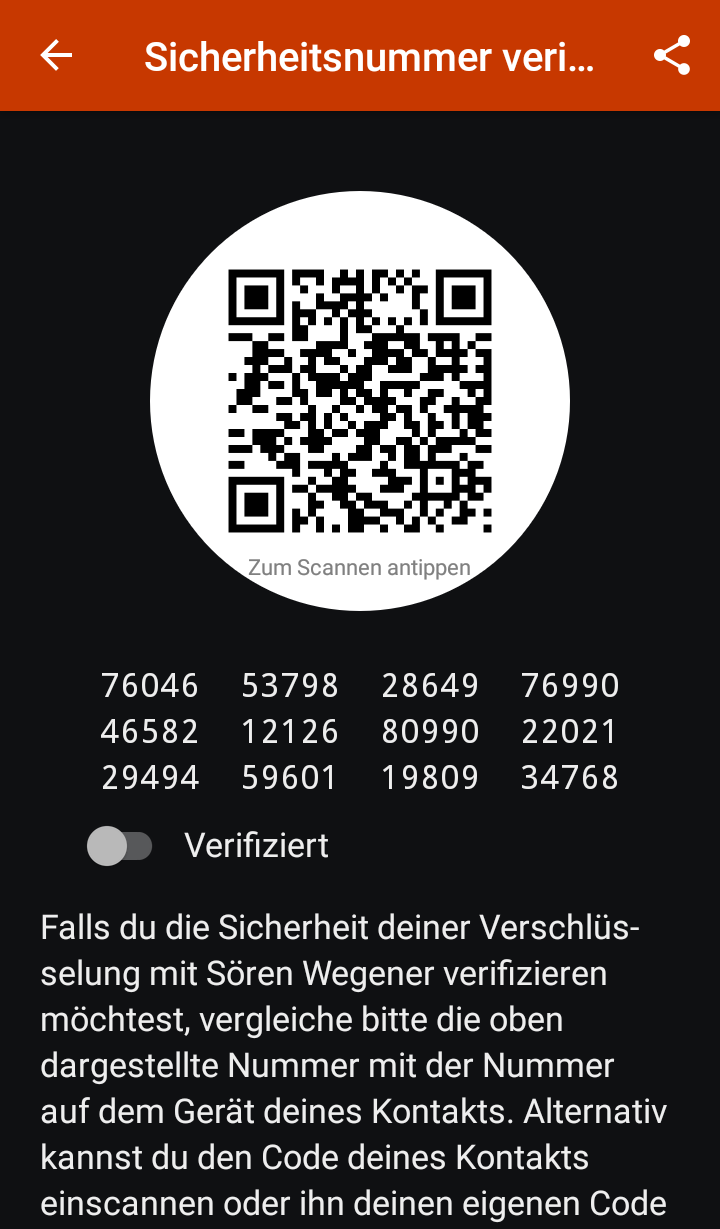 Sicherheitsnummer veri...
Zum Scannen antippen
76046 53798 28649 76990
46582 12126 80990 22021
29494 59601 19809 34768
Verifiziert
Falls du die Sicherheit deiner Verschlüs-
selung mit Sören Wegener verifizieren
möchtest, vergleiche bitte die oben
dargestellte Nummer mit der Nummer
auf dem Gerät deines Kontakts. Alternativ
kannst du den Code deines Kontakts
einscannen oder ihn deinen eigenen Code